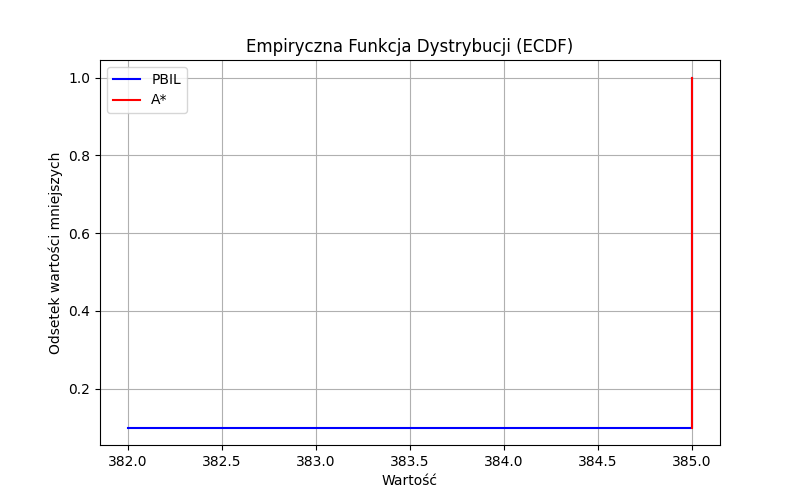 Empiryczna Funkcja Dystrybucji (ECDF)
PBIL
A*
1.0
0.8
0.6
0.4
0.2
Odsetek wartości mniejszych
382.0 382.5 383.0 383.5 384.0 384.5 385.0
Wartość